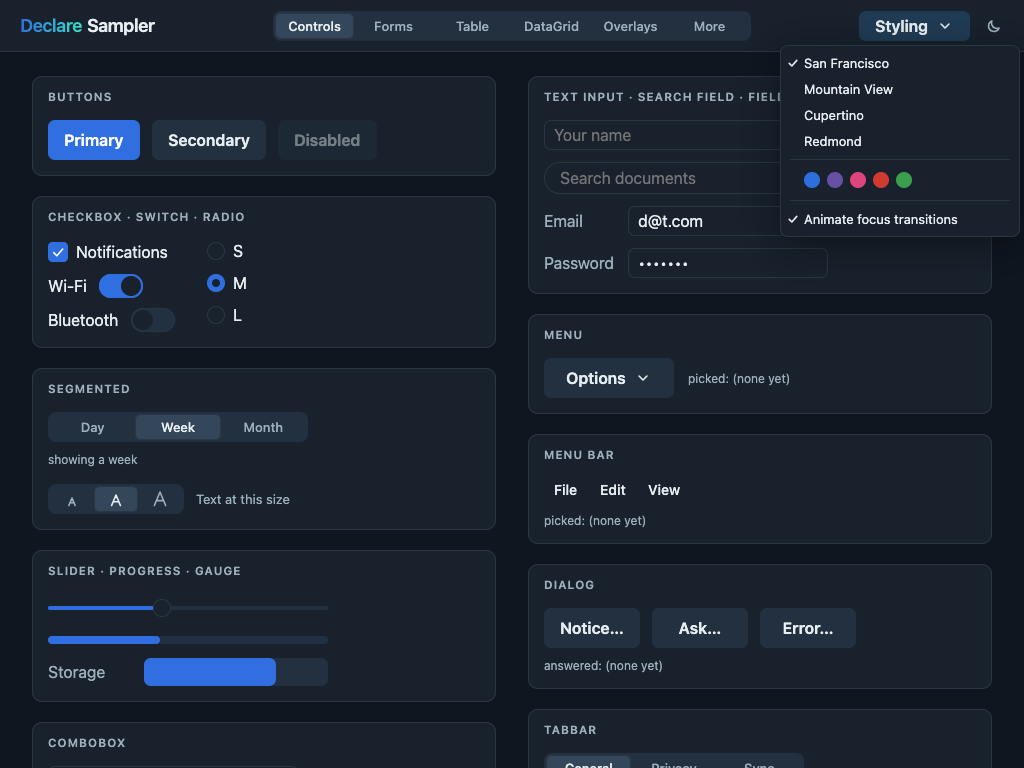 Declare Sampler
Controls
Forms
Table
DataGrid
Overlays
More
Styling
San Francisco
Mountain View
Cupertino
Redmond
Animate focus transitions
BUTTONS
Primary
Secondary
Disabled
CHECKBOX · SWITCH · RADIO
Notifications
Wi-Fi
Bluetooth
S
M
L
SEGMENTED
Day
Week
Month
showing a week
A
A
A
Text at this size
SLIDER · PROGRESS · GAUGE
Storage
COMBOBOX
TEXT INPUT · SEARCH FIELD ·
Your name
Search documents
Email
d@t.com
Password
MENU
Options
picked: (none yet)
MENU BAR
File
Edit
View
picked: (none yet)
DIALOG
Notice...
Ask...
Error...
answered: (none yet)
TABBAR
General
Privacy
Sync